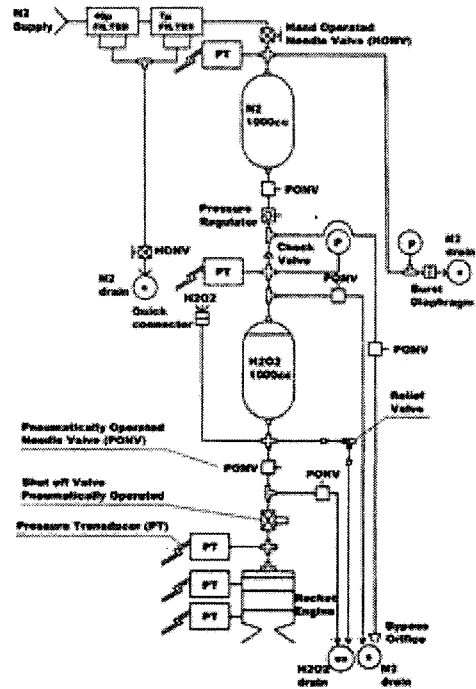 N2
Supply
40μ
FILTER
7μ
FILTER
Hand Operated
Needle Valve (HONV)
PT
N2
1000cc
PONV
Pressure
Regulator
HONV
N2
drain
Check
Valve
P
P
N2
drain
Burst
Diaphragm
PT
PONV
H2O2
Quick
connector
PONV
H2O2
1000cc
Relief
Valve
Pneumatically Operated
Needle Valve (PONV)
PONV
PONV
Shut off Valve
Pneumatically Operated
Pressure Transducer (PT)
PT
PT
PT
Rocket
Engine
Bypass
Orifice
H2O2
drain
N2
drain